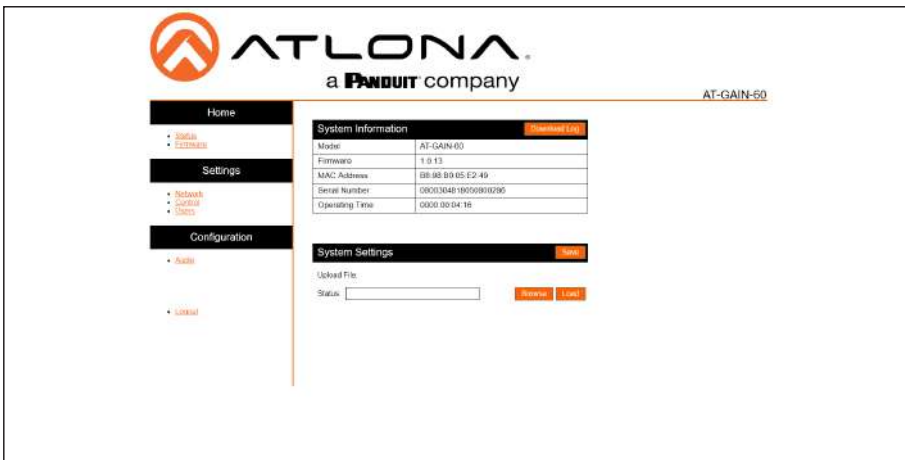 ATLONA.
a PANDUIT company
AT-GAIN-60
Home
Status
Firmware
Settings
Network
Control
Users
Configuration
Audio
Logout
System Information Download Log
Model AT-GAIN-60
Firmware 1.0.13
MAC Address B8:98:B0:05:E2:49
Serial Number
Operating Time 0000:00:04:16
System Settings Save
Upload File:
Status: Browse Load